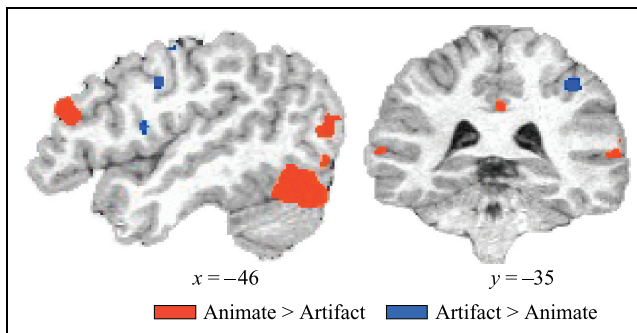 x = –46 y = –35
Animate > Artifact Artifact > Animate